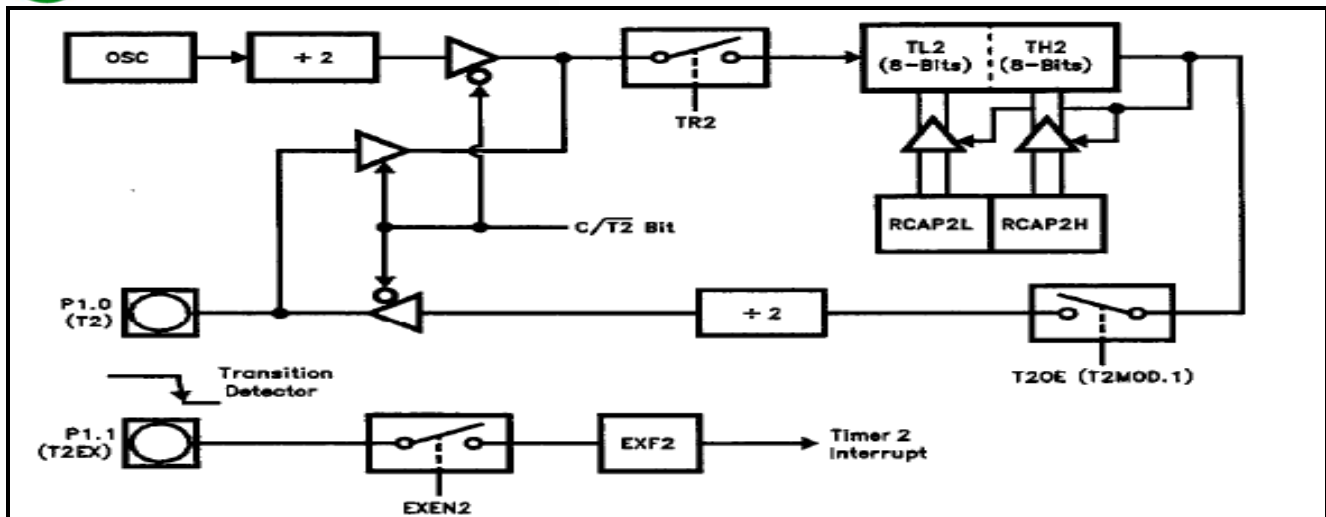 OSC
÷ 2
TL2
(8-Bits)
TH2
(8-Bits)
TR2
C/T2 Bit
RCAP2L
RCAP2H
P1.0
(T2)
÷ 2
T2OE (T2MOD.1)
Transition
Detector
P1.1
(T2EX)
EXF2
Timer 2
Interrupt
EXEN2